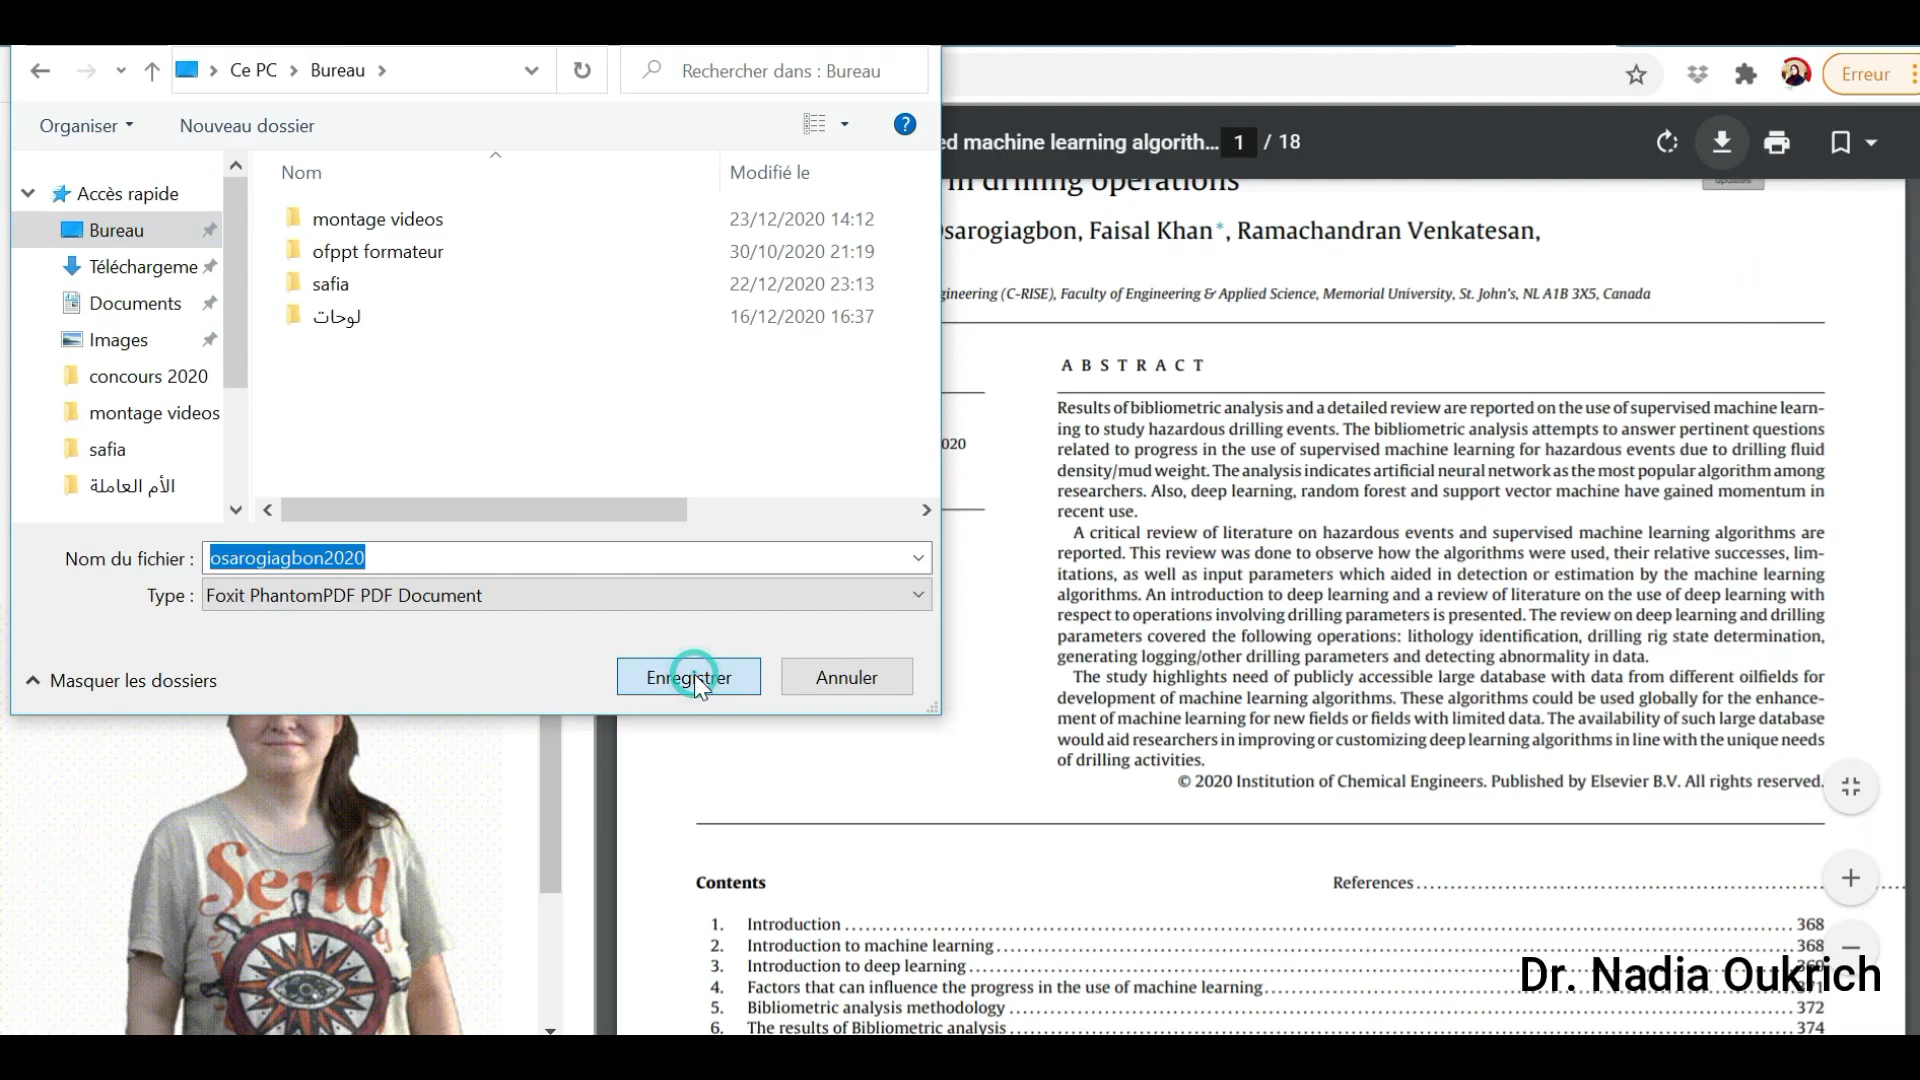 Ce PC
Bureau
Rechercher dans : Bureau
Erreur
Organiser
Nouveau dossier
ed machine learning algorith... 1 / 18
Nom
Modifié le
in drilling operations
updates
Accès rapide
Bureau
Téléchargeme
Documents
Images
concours 2020
montage videos
safia
الأم العاملة
montage videos 23/12/2020 14:12
ofppt formateur 30/10/2020 21:19
safia 22/12/2020 23:13
لوحات 16/12/2020 16:37
Nom du fichier : osarogiagbon2020
Type : Foxit PhantomPDF PDF Document
Masquer les dossiers
Enregistrer
Annuler
sarogiagbon, Faisal Khan*, Ramachandran Venkatesan,
gineering (C-RISE), Faculty of Engineering & Applied Science, Memorial University, St. John's, NL A1B 3X5, Canada
020
ABSTRACT
Results of bibliometric analysis and a detailed review are reported on the use of supervised machine learn-
ing to study hazardous drilling events. The bibliometric analysis attempts to answer pertinent questions
related to progress in the use of supervised machine learning for hazardous events due to drilling fluid
density/mud weight. The analysis indicates artificial neural network as the most popular algorithm among
researchers. Also, deep learning, random forest and support vector machine have gained momentum in
recent use.
A critical review of literature on hazardous events and supervised machine learning algorithms are
reported. This review was done to observe how the algorithms were used, their relative successes, lim-
itations, as well as input parameters which aided in detection or estimation by the machine learning
algorithms. An introduction to deep learning and a review of literature on the use of deep learning with
respect to operations involving drilling parameters is presented. The review on deep learning and drilling
parameters covered the following operations: lithology identification, drilling rig state determination,
generating logging/other drilling parameters and detecting abnormality in data.
The study highlights need of publicly accessible large database with data from different oilfields for
development of machine learning algorithms. These algorithms could be used globally for the enhance-
ment of machine learning for new fields or fields with limited data. The availability of such large database
would aid researchers in improving or customizing deep learning algorithms in line with the unique needs
of drilling activities.
© 2020 Institution of Chemical Engineers. Published by Elsevier B.V. All rights reserved.
Contents
References
1. Introduction 368
2. Introduction to machine learning 368
3. Introduction to deep learning
4. Factors that can influence the progress in the use of machine learning
5. Bibliometric analysis methodology 372
6. The results of Bibliometric analysis 374
Send
Dr. Nadia Oukrich